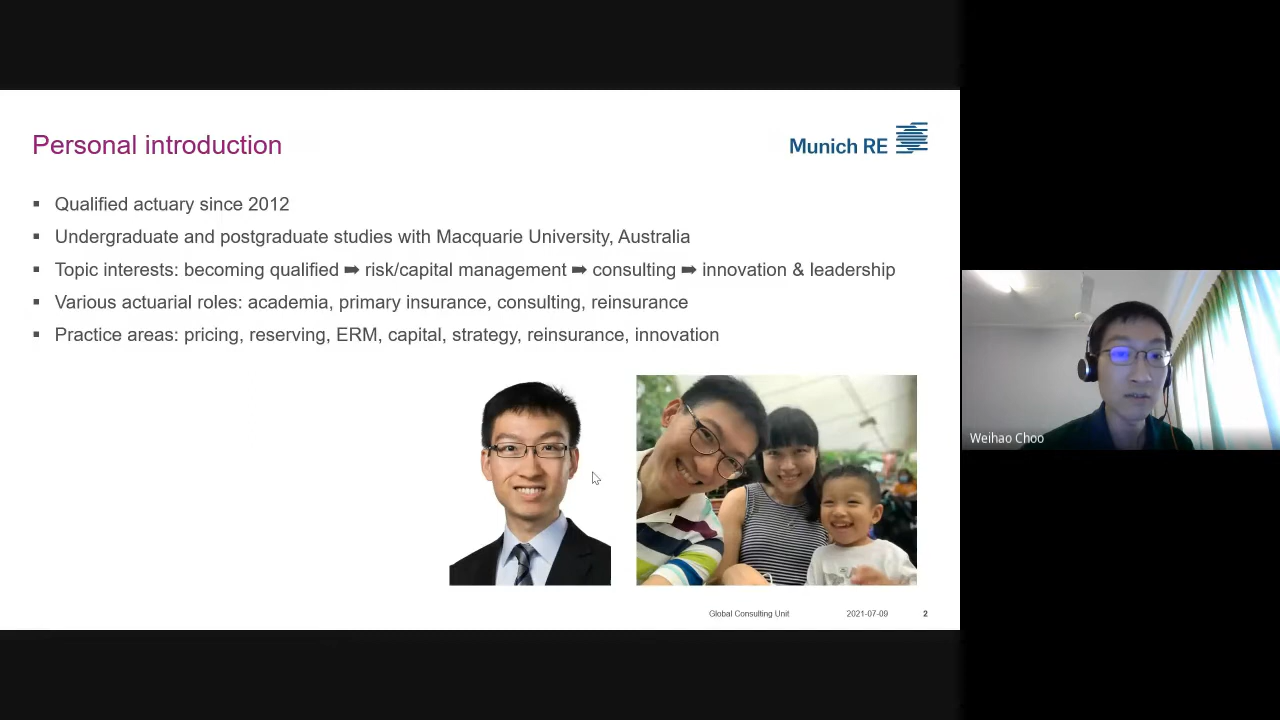 Personal introduction
Munich RE
▪ Qualified actuary since 2012
▪ Undergraduate and postgraduate studies with Macquarie University, Australia
▪ Topic interests: becoming qualified ➡ risk/capital management ➡ consulting ➡ innovation & leadership
▪ Various actuarial roles: academia, primary insurance, consulting, reinsurance
▪ Practice areas: pricing, reserving, ERM, capital, strategy, reinsurance, innovation
Weihao Choo
Global Consulting Unit 2021-07-09 2